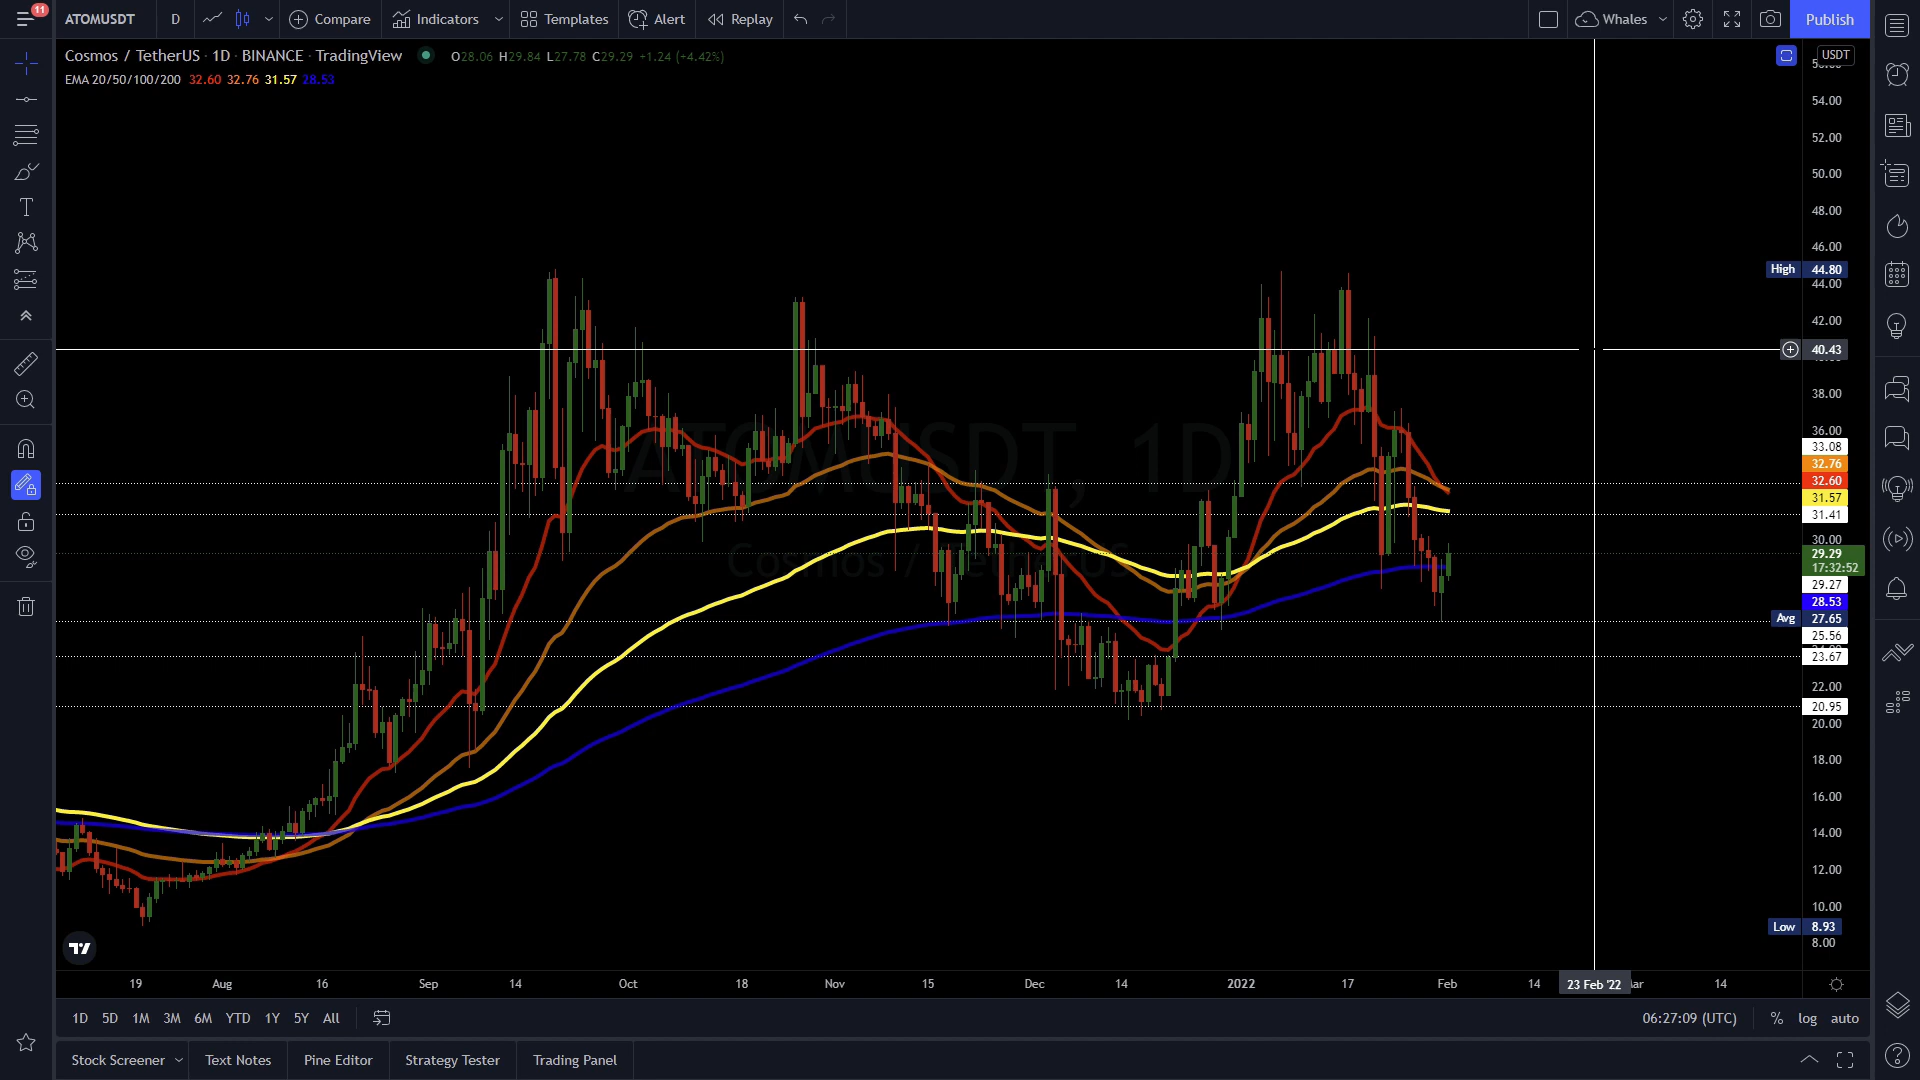 11
ATOMUSDT D Compare Indicators Templates Alert Replay Whales Publish
Cosmos / TetherUS · 1D · BINANCE · TradingView O28.06 H29.84 L27.78 C29.29 +1.24 (+4.42%)
USDT
EMA 20/50/100/200 32.60 32.76 31.57 28.53
54.00
52.00
50.00
48.00
46.00
High 44.80
44.00
42.00
40.43
38.00
36.00
33.08
32.76
32.60
31.57
31.41
30.00
29.29
17:32:52
29.27
28.53
Avg 27.65
25.56
23.67
22.00
20.95
20.00
18.00
16.00
14.00
12.00
10.00
Low 8.93
8.00
ATOMUSDT, 1D
Cosmos / TetherUS
19 Aug 16 Sep 14 Oct 18 Nov 15 Dec 14 2022 17 Feb 14 23 Feb '22 14
1D 5D 1M 3M 6M YTD 1Y 5Y All 06:27:09 (UTC) % log auto
Stock Screener Text Notes Pine Editor Strategy Tester Trading Panel